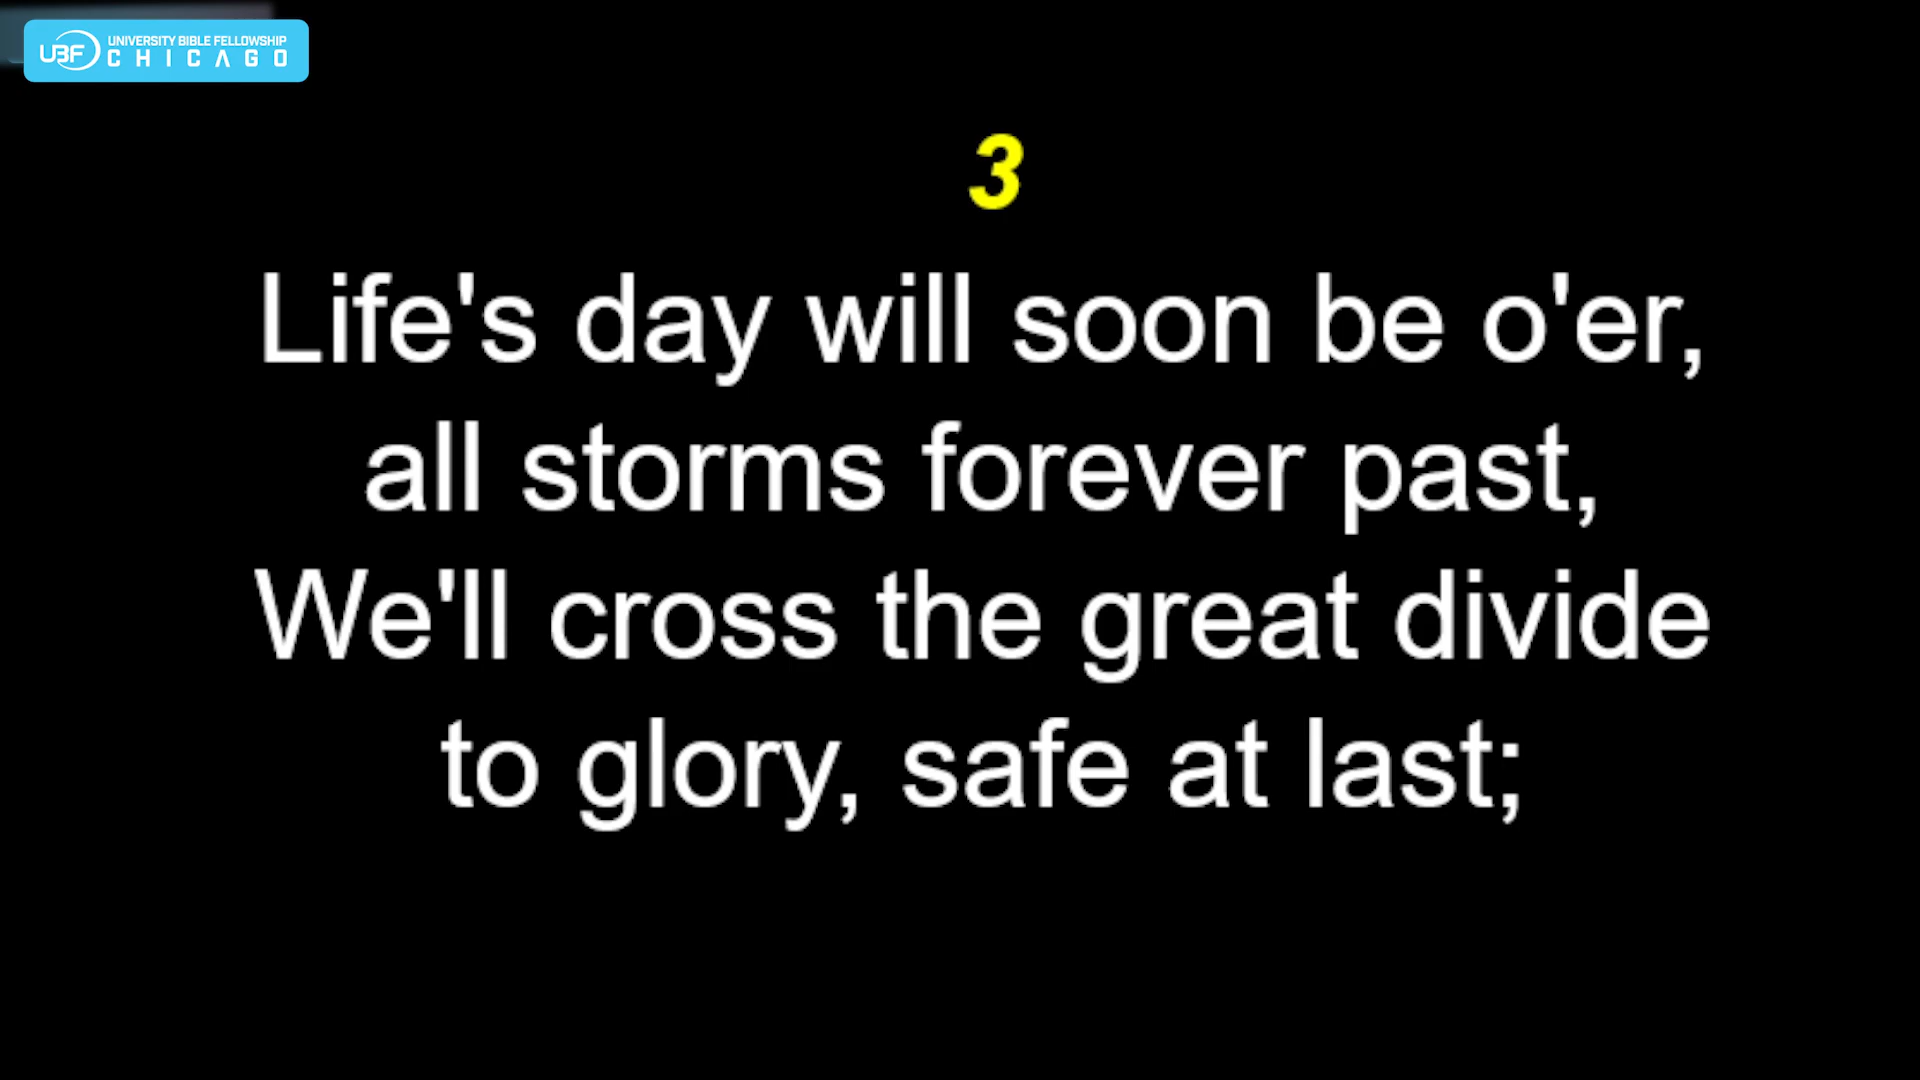 UBF UNIVERSITY BIBLE FELLOWSHIP
CHICAGO
3
Life's day will soon be o'er,
all storms forever past,
We'll cross the great divide
to glory, safe at last;